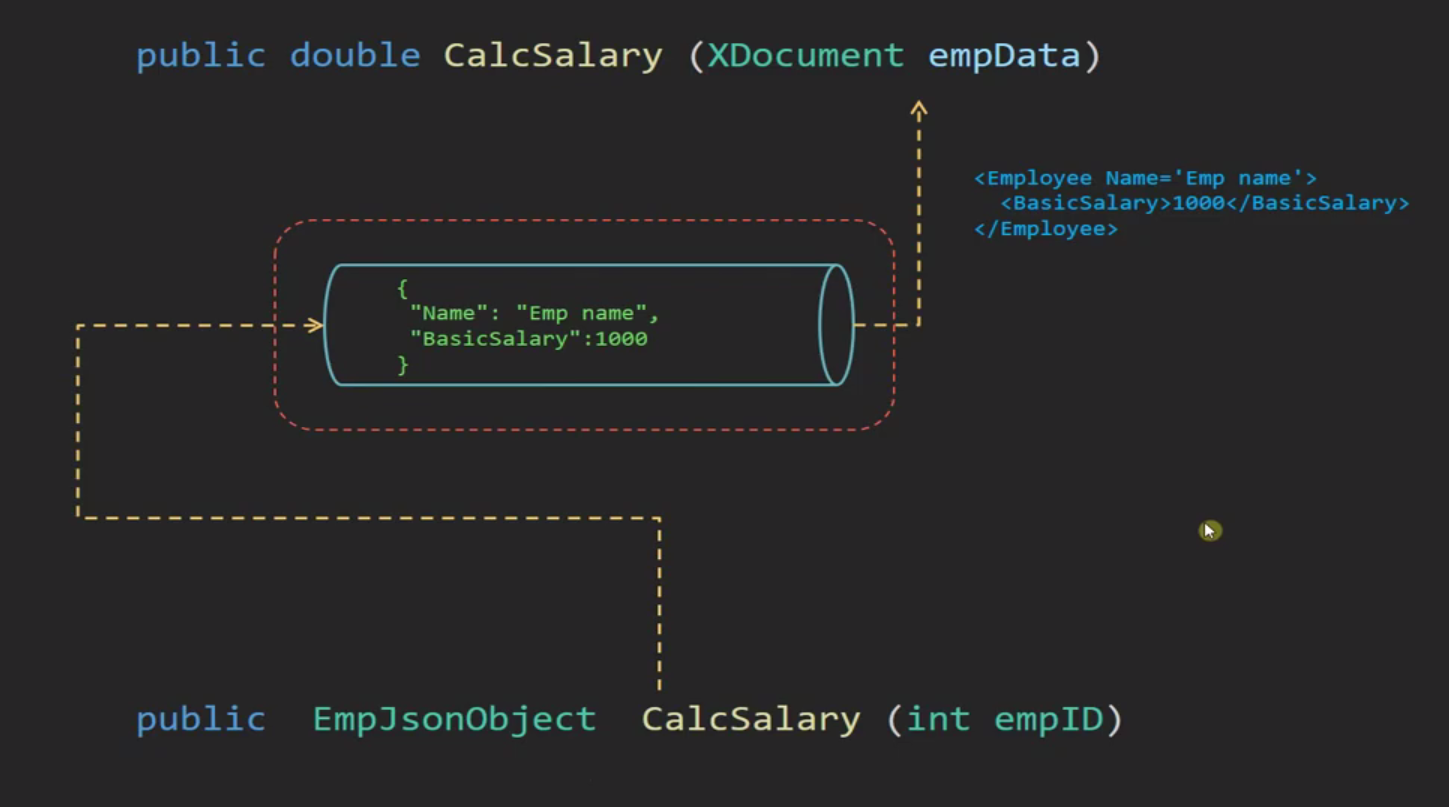 public double CalcSalary (XDocument empData)
<Employee Name='Emp name'>
<BasicSalary>1000</BasicSalary>
</Employee>
{
"Name": "Emp name",
"BasicSalary":1000
}
public EmpJsonObject CalcSalary (int empID)